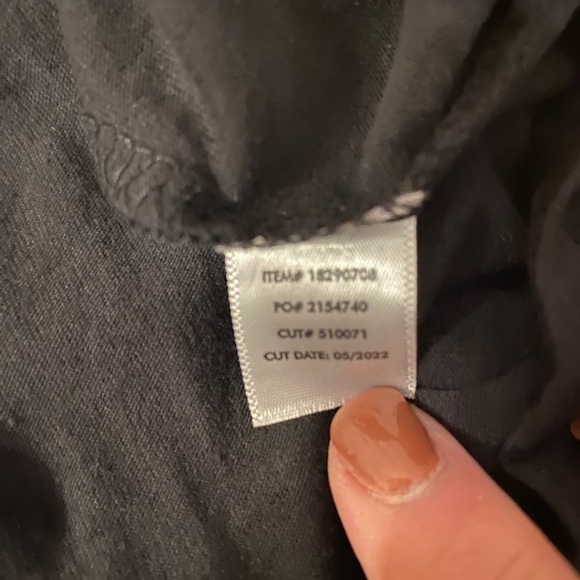 ITEM# 18290708
PO# 2154740
CUT# 510071
CUT DATE: 05/2022